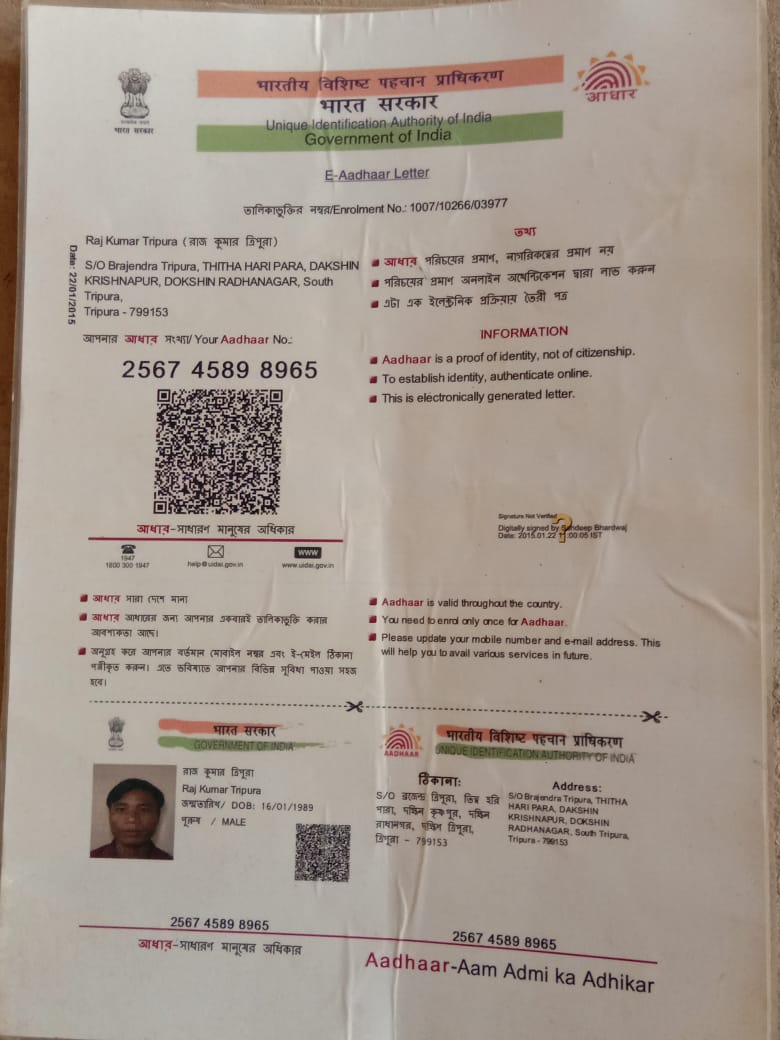 भारत सरकार
भारतीय विशिष्ट पहचान प्राधिकरण
भारत सरकार
Unique Identification Authority of India
Government of India
आधार
E-Aadhaar Letter
তালিকাভুক্তির নম্বর/Enrolment No.: 1007/10266/03977
Date: 22/01/2015
Raj Kumar Tripura (রাজ কুমার ত্রিপুরা)
S/O Brajendra Tripura, THITHA HARI PARA, DAKSHIN
KRISHNAPUR, DOKSHIN RADHANAGAR, South
Tripura,
Tripura - 799153
আপনার আধার সংখ্যা/ Your Aadhaar No.:
2567 4589 8965
আধার-সাধারণ মানুষের অধিকার
1947
1800 300 1947
help@uidai.gov.in
www
www.uidai.gov.in
তথ্য
আধার পরিচয়ের প্রমাণ, নাগরিকত্বের প্রমাণ নয়
পরিচয়ের প্রমাণ অনলাইন অথেন্টিকেশন দ্বারা লাভ করুন
এটা এক ইলেক্ট্রনিক প্রক্রিয়ায় তৈরী পত্র
INFORMATION
Aadhaar is a proof of identity, not of citizenship.
To establish identity, authenticate online.
This is electronically generated letter.
Signature Not Verified
Digitally signed by Sandeep Bhardwaj
Date: 2015.01.22 11:00:05 IST
আধার সারা দেশে মান্য
আধার আধারের জন্য আপনার একবারই তালিকাভুক্তি করার
আবশ্যকতা আছে।
অনুগ্রহ করে আপনার বর্তমান মোবাইল নম্বর এবং ই-মেইল ঠিকানা
পঞ্জীকৃত করুন। এতে ভবিষ্যতে আপনার বিভিন্ন সুবিধা পাওয়া সহজ
হবে।
Aadhaar is valid throughout the country.
You need to enrol only once for Aadhaar.
Please update your mobile number and e-mail address. This
will help you to avail various services in future.
भारत सरकार
GOVERNMENT OF INDIA
রাজ কুমার ত্রিপুরা
Raj Kumar Tripura
জন্মতারিখ / DOB: 16/01/1989
পুরুষ / MALE
2567 4589 8965
আধার-সাধারণ মানুষের অধিকার
AADHAAR
भारतीय विशिष्ट पहचान प्राधिकरण
UNIQUE IDENTIFICATION AUTHORITY OF INDIA
ঠিকানা:
S/O ব্রজেন্দ্র ত্রিপুরা, তিথ হরি
পারা, দক্ষিন কৃষ্ণপুর, দক্ষিন
রাধানগর, দক্ষিণ ত্রিপুরা,
ত্রিপুরা - 799153
Address:
S/O Brajendra Tripura, THITHA
HARI PARA, DAKSHIN
KRISHNAPUR, DOKSHIN
RADHANAGAR, South Tripura,
Tripura - 799153
2567 4589 8965
Aadhaar-Aam Admi ka Adhikar